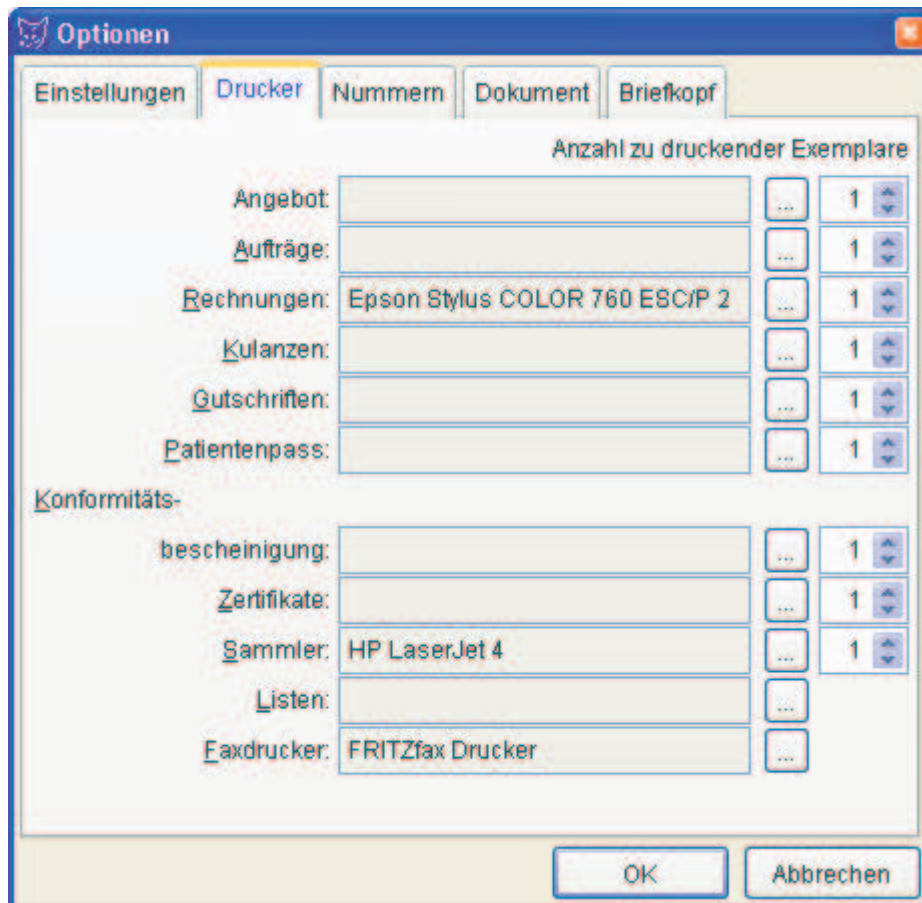 Optionen
Einstellungen Drucker Nummern Dokument Briefkopf
Anzahl zu druckender Exemplare
Angebot: ... 1
Aufträge: ... 1
Rechnungen: Epson Stylus COLOR 760 ESC/P 2 ... 1
Kulanzen: ... 1
Gutschriften: ... 1
Patientenpass: ... 1
Konformitäts-
bescheinigung: ... 1
Zertifikate: ... 1
Sammler: HP LaserJet 4 ... 1
Listen: ...
Faxdrucker: FRITZfax Drucker ...
OK Abbrechen